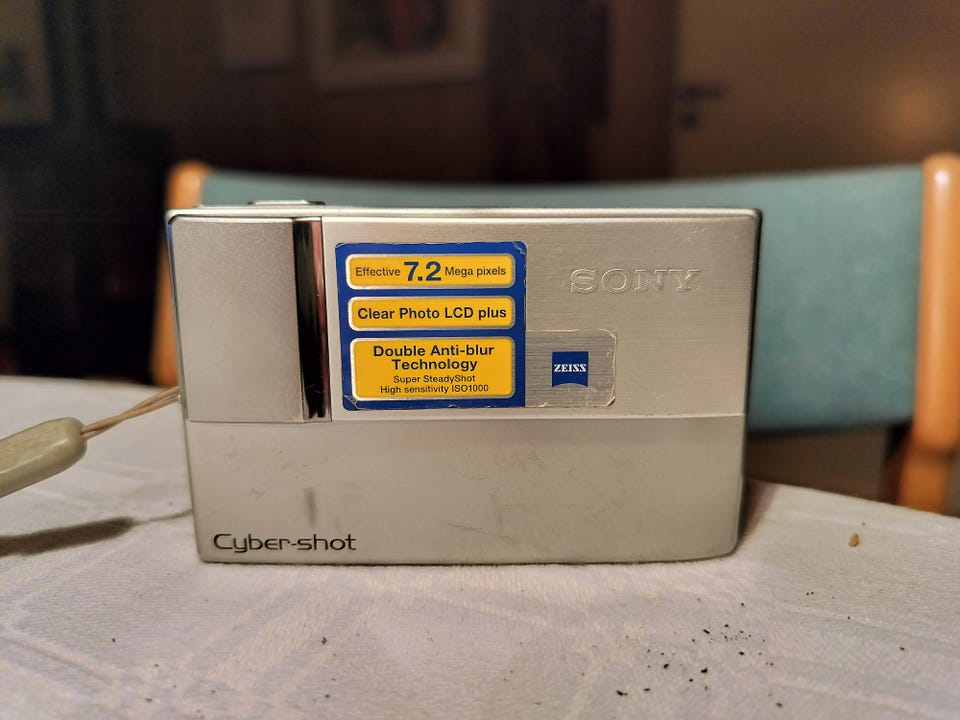 Effective 7.2 Mega pixels
Clear Photo LCD plus
Double Anti-blur
Technology
Super SteadyShot
High sensitivity ISO1000
SONY
ZEISS
Cyber-shot